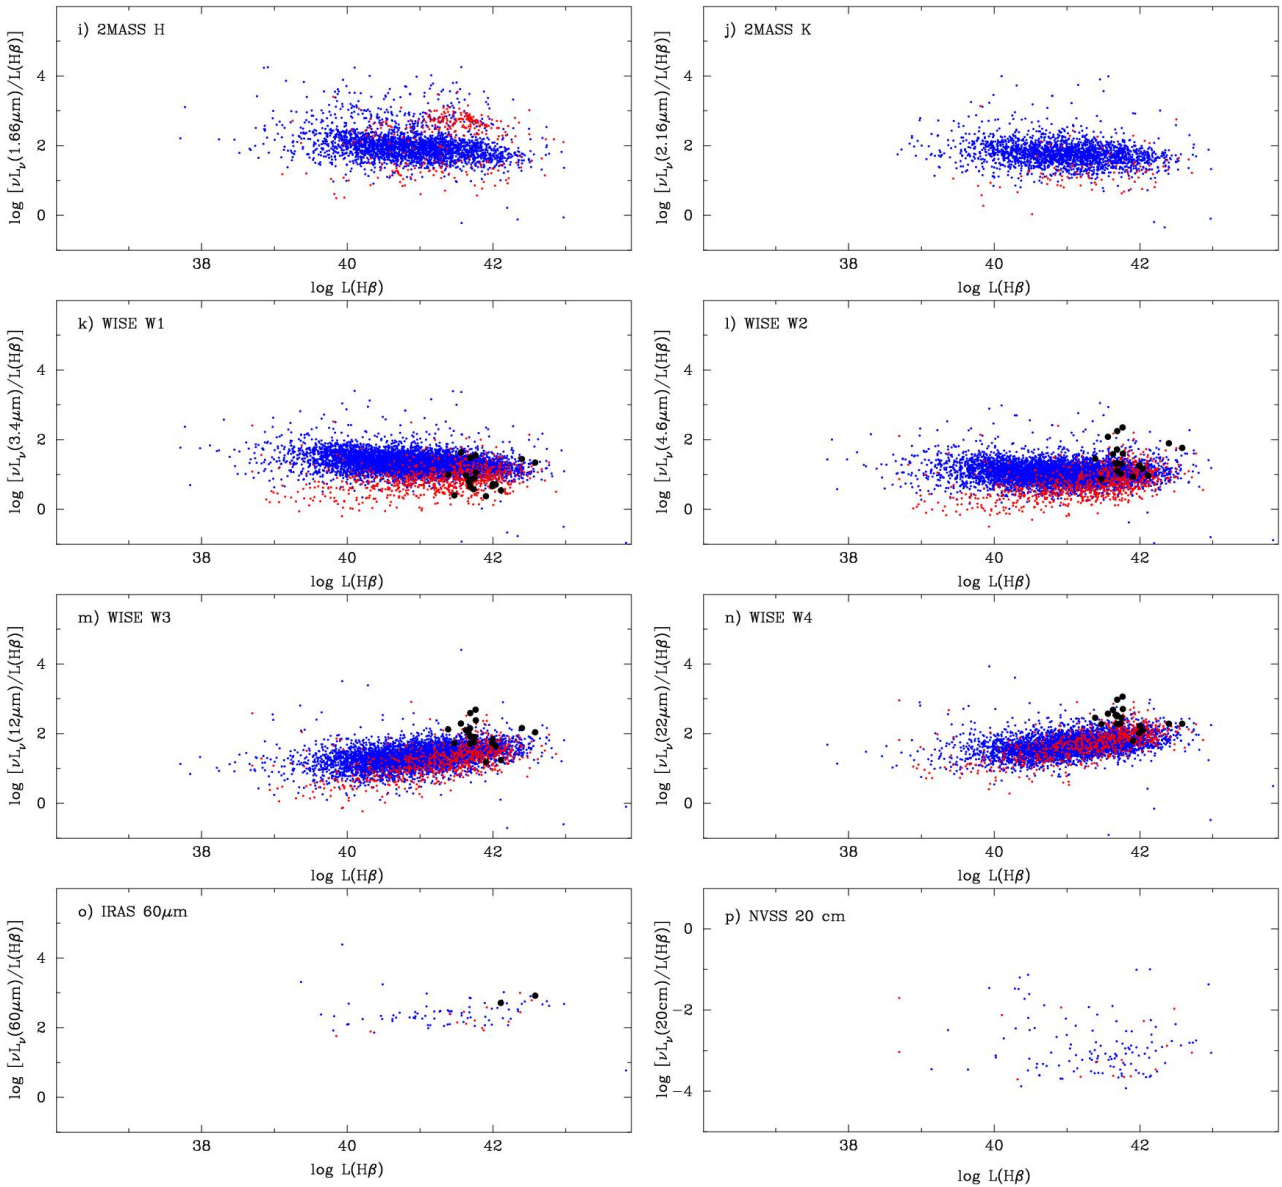 i) 2MASS H
log [νLν(1.66μm)/L(Hβ)]
4
2
0
38 40 42
log L(Hβ)
j) 2MASS K
log [νLν(2.16μm)/L(Hβ)]
4
2
0
38 40 42
log L(Hβ)
k) WISE W1
log [νLν(3.4μm)/L(Hβ)]
4
2
0
38 40 42
log L(Hβ)
l) WISE W2
log [νLν(4.6μm)/L(Hβ)]
4
2
0
38 40 42
log L(Hβ)
m) WISE W3
log [νLν(12μm)/L(Hβ)]
4
2
0
38 40 42
log L(Hβ)
n) WISE W4
log [νLν(22μm)/L(Hβ)]
4
2
0
38 40 42
log L(Hβ)
o) IRAS 60μm
log [νLν(60μm)/L(Hβ)]
4
2
0
38 40 42
log L(Hβ)
p) NVSS 20 cm
log [νLν(20cm)/L(Hβ)]
0
−2
−4
38 40 42
log L(Hβ)